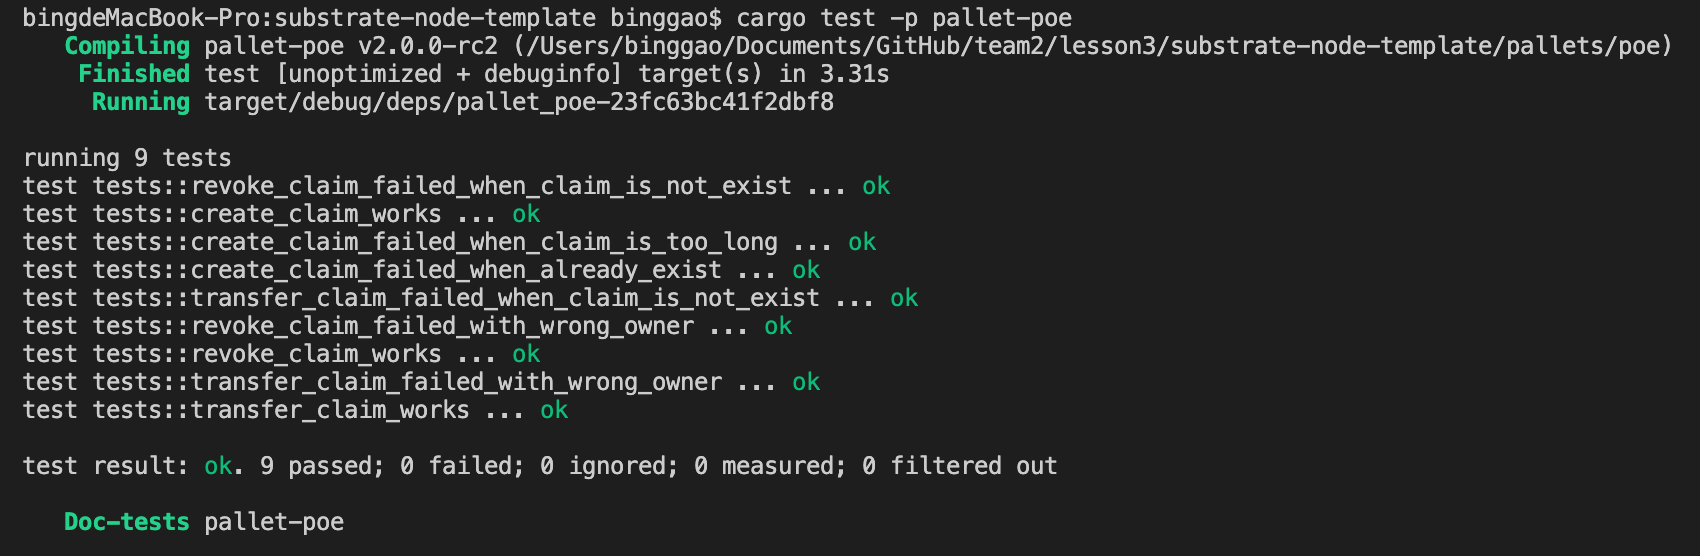 bingdeMacBook-Pro:substrate-node-template binggao$ cargo test -p pallet-poe
Compiling pallet-poe v2.0.0-rc2 (/Users/binggao/Documents/GitHub/team2/lesson3/substrate-node-template/pallets/poe)
Finished test [unoptimized + debuginfo] target(s) in 3.31s
Running target/debug/deps/pallet_poe-23fc63bc41f2dbf8
running 9 tests
test tests::revoke_claim_failed_when_claim_is_not_exist ... ok
test tests::create_claim_works ... ok
test tests::create_claim_failed_when_claim_is_too_long ... ok
test tests::create_claim_failed_when_already_exist ... ok
test tests::transfer_claim_failed_when_claim_is_not_exist ... ok
test tests::revoke_claim_failed_with_wrong_owner ... ok
test tests::revoke_claim_works ... ok
test tests::transfer_claim_failed_with_wrong_owner ... ok
test tests::transfer_claim_works ... ok
test result: ok. 9 passed; 0 failed; 0 ignored; 0 measured; 0 filtered out
Doc-tests pallet-poe